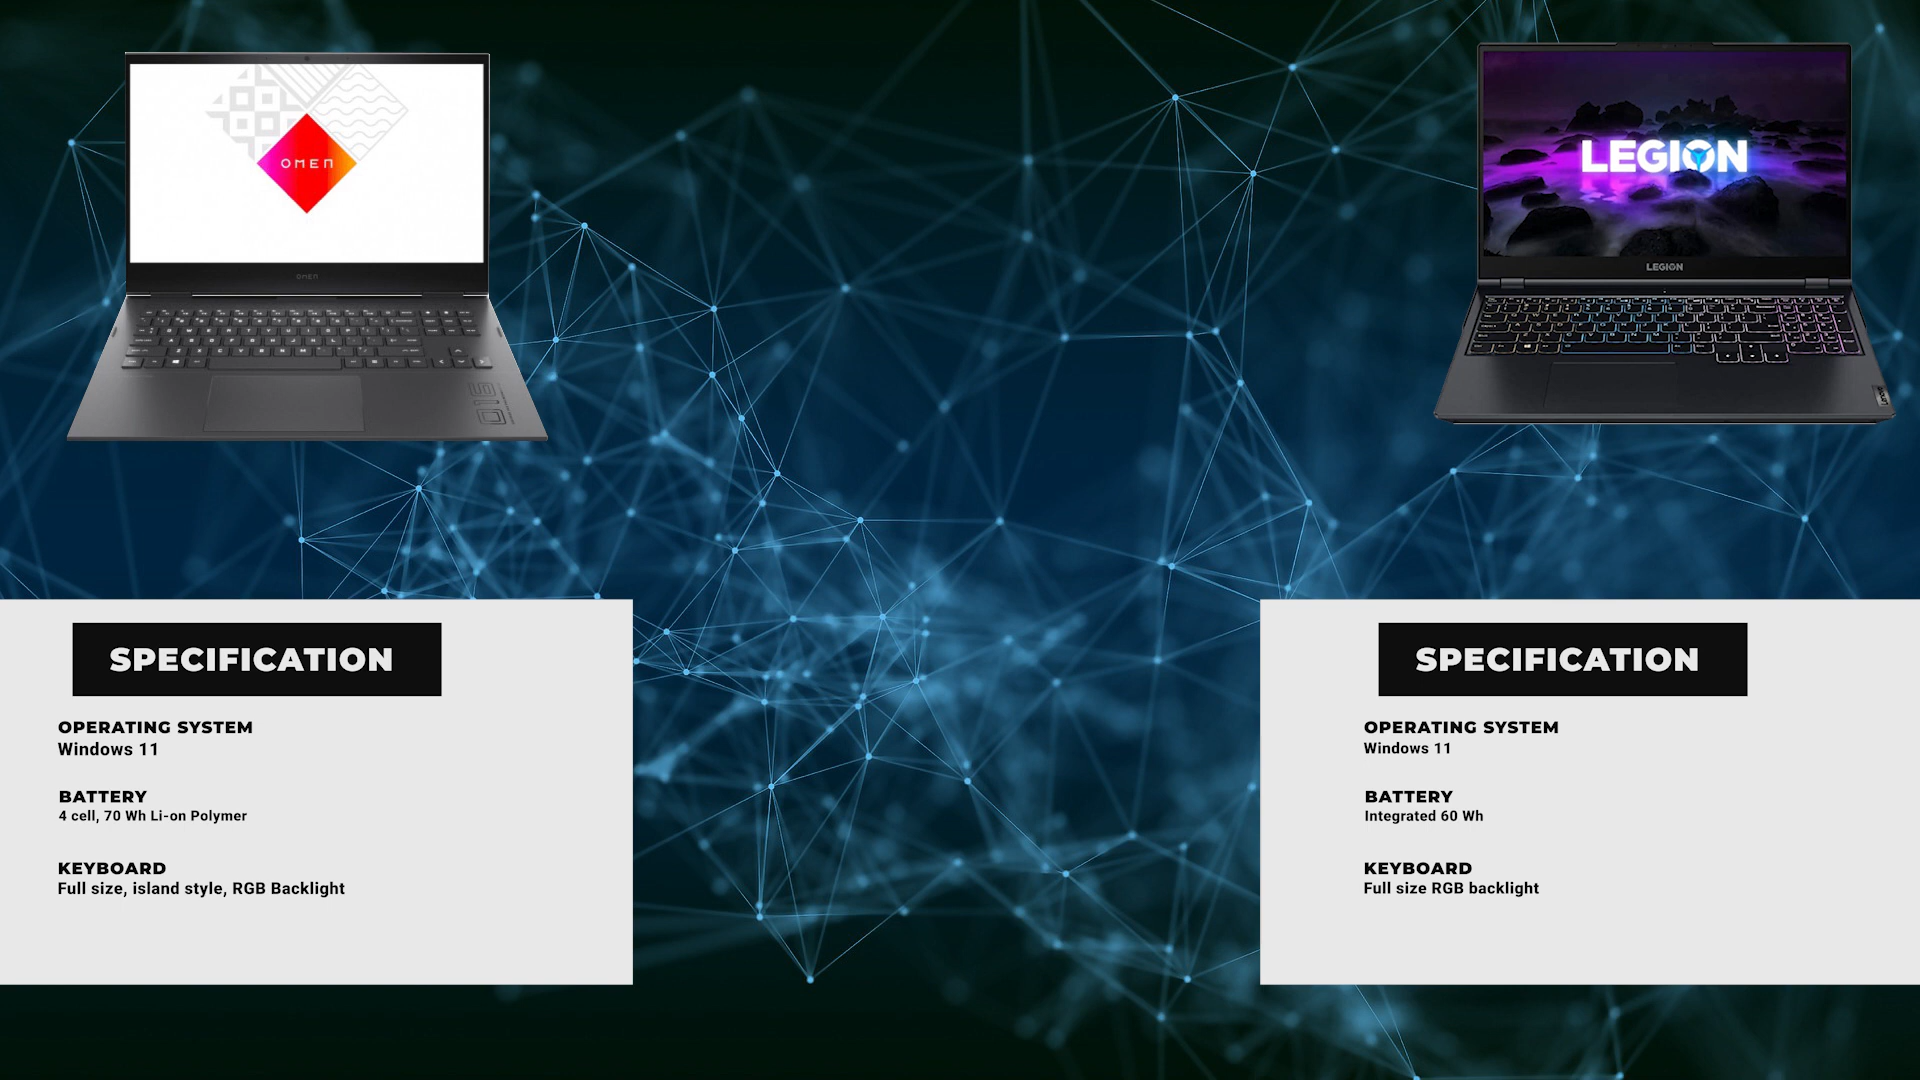 OMEN
OMEN
LEGION
LEGION
Lenovo
SPECIFICATION
OPERATING SYSTEM
Windows 11
BATTERY
4 cell, 70 Wh Li-on Polymer
KEYBOARD
Full size, island style, RGB Backlight
SPECIFICATION
OPERATING SYSTEM
Windows 11
BATTERY
Integrated 60 Wh
KEYBOARD
Full size RGB backlight